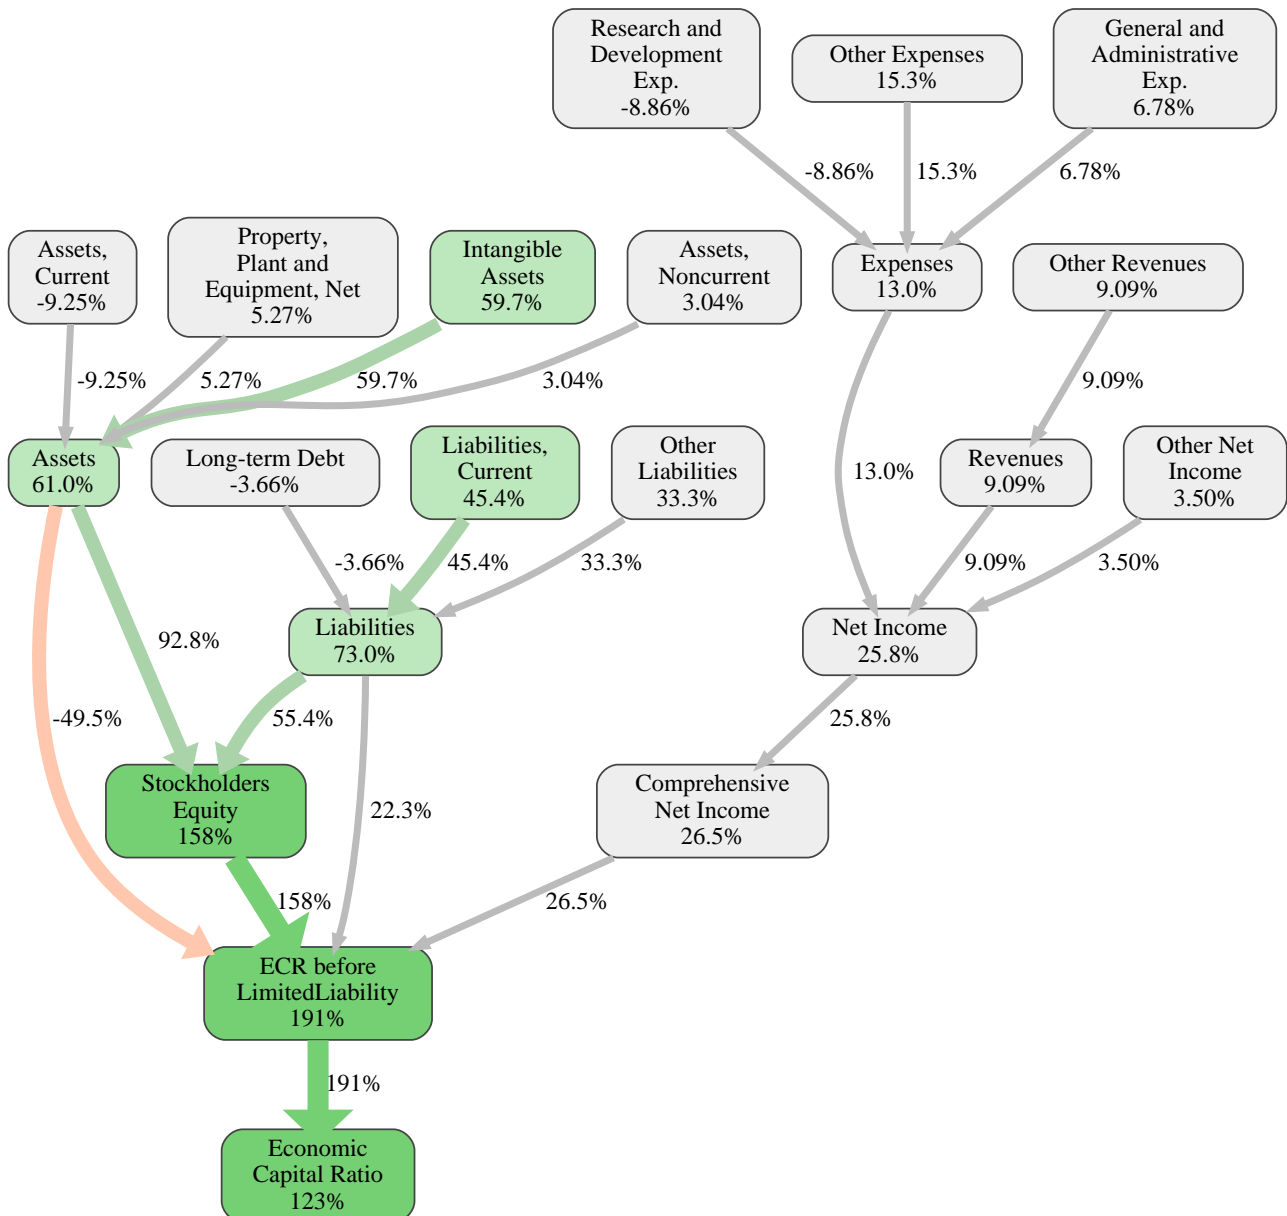 Research and
Development
Exp.
-8.86%
Other Expenses
15.3%
General and
Administrative
Exp.
6.78%
-8.86%
15.3%
6.78%
Assets,
Current
-9.25%
Property,
Plant and
Equipment, Net
5.27%
Intangible
Assets
59.7%
Assets,
Noncurrent
3.04%
Expenses
13.0%
Other Revenues
9.09%
-9.25%
5.27%
59.7%
3.04%
9.09%
Assets
61.0%
Long-term Debt
-3.66%
Liabilities,
Current
45.4%
Other
Liabilities
33.3%
13.0%
Revenues
9.09%
Other Net
Income
3.50%
-3.66%
45.4%
33.3%
9.09%
3.50%
92.8%
Liabilities
73.0%
Net Income
25.8%
-49.5%
55.4%
25.8%
Stockholders
Equity
158%
22.3%
Comprehensive
Net Income
26.5%
158%
26.5%
ECR before
LimitedLiability
191%
191%
Economic
Capital Ratio
123%